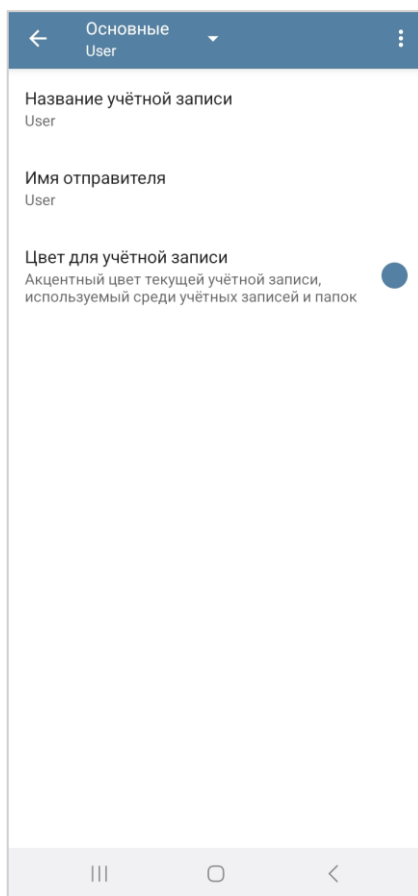 Основные
User
Название учётной записи
User
Имя отправителя
User
Цвет для учётной записи
Акцентный цвет текущей учётной записи,
используемый среди учётных записей и папок